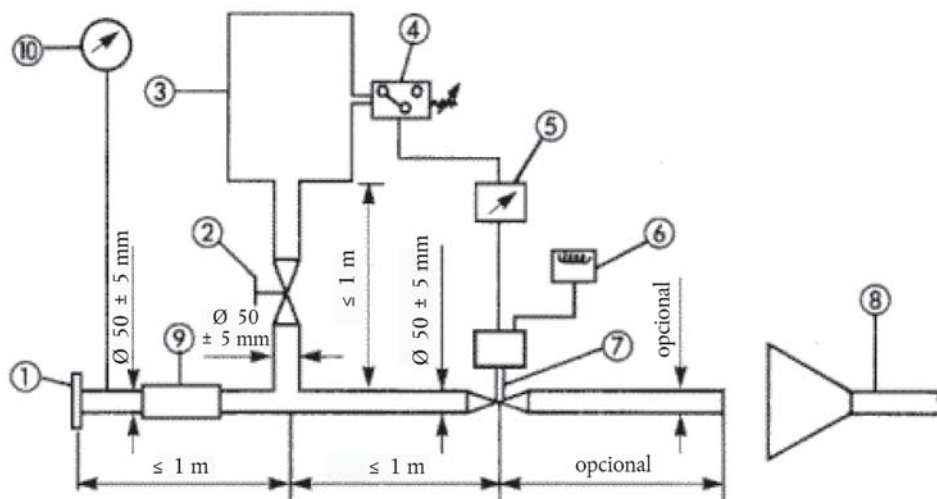 10
3
4
5
2
6
Ø 50 ± 5 mm
Ø 50
± 5 mm
≤ 1 m
Ø 50 ± 5 mm
opcional
9
7
8
1
≤ 1 m
≤ 1 m
opcional